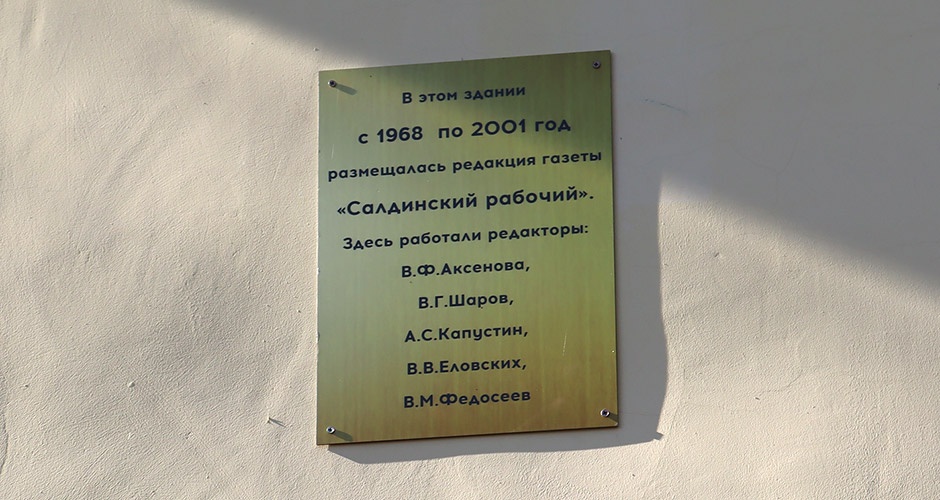 В этом здании
с 1968 по 2001 год
размещалась редакция газеты
«Салдинский рабочий».
Здесь работали редакторы:
В.Ф.Аксенова,
В.Г.Шаров,
А.С.Капустин,
В.В.Еловских,
В.М.Федосеев